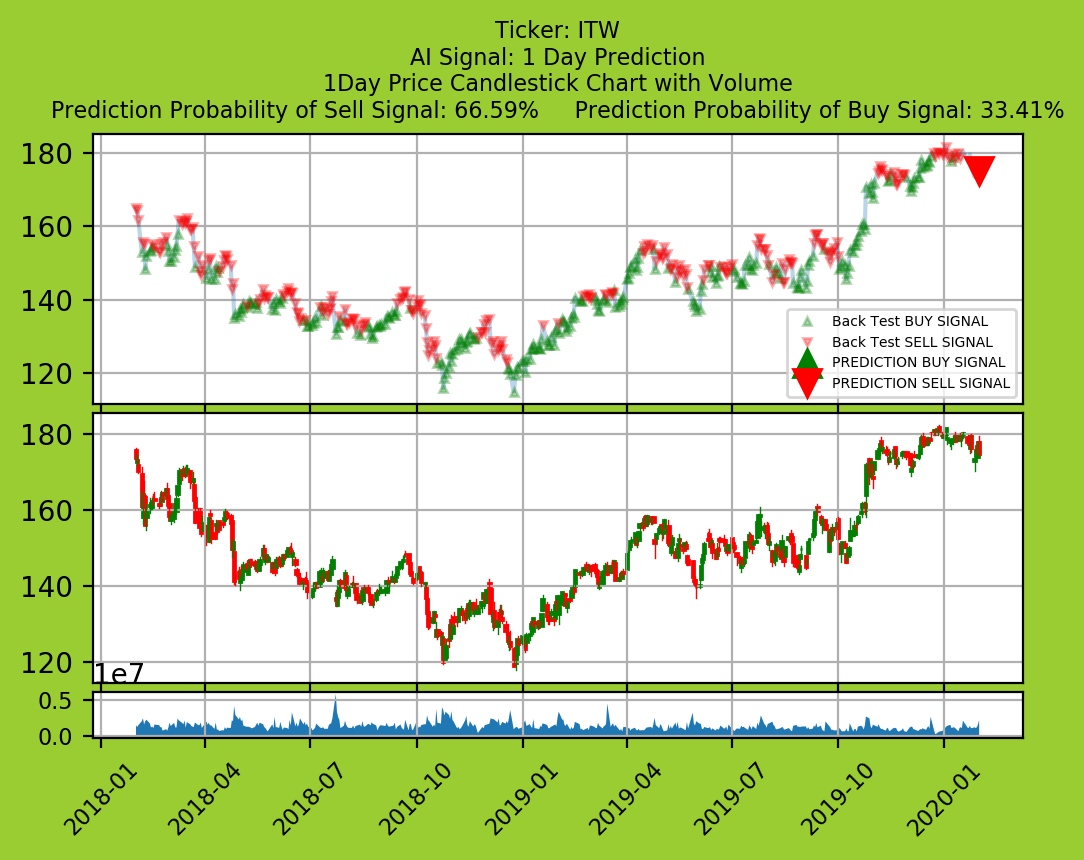 Ticker: ITW
AI Signal: 1 Day Prediction
1Day Price Candlestick Chart with Volume
Prediction Probability of Sell Signal: 66.59%     Prediction Probability of Buy Signal: 33.41%
180
160
140
120
Back Test BUY SIGNAL
Back Test SELL SIGNAL
PREDICTION BUY SIGNAL
PREDICTION SELL SIGNAL
180
160
140
120
1e7
0.5
0.0
2018-01
2018-04
2018-07
2018-10
2019-01
2019-04
2019-07
2019-10
2020-01